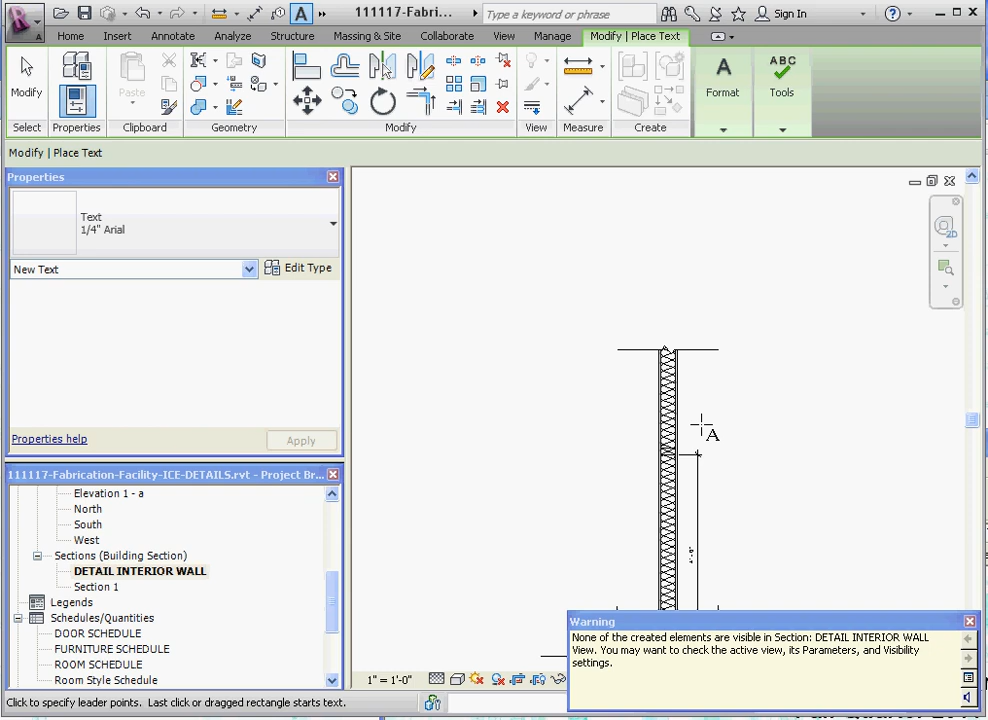 111117-Fabri...
Type a keyword or phrase
Sign In
Home Insert Annotate Analyze Structure Massing & Site Collaborate View Manage Modify | Place Text
Modify
Paste
A
Format
ABC
Tools
Select Properties Clipboard Geometry Modify View Measure Create
Modify | Place Text
Properties
Text
1/4" Arial
New Text
Edit Type
Properties help
Apply
111117-Fabrication-Facility-ICE-DETAILS.rvt - Project Br...
Elevation 1 - a
North
South
West
Sections (Building Section)
DETAIL INTERIOR WALL
Section 1
Legends
Schedules/Quantities
DOOR SCHEDULE
FURNITURE SCHEDULE
ROOM SCHEDULE
Room Style Schedule
2D
A
1" = 1'-0"
Warning
None of the created elements are visible in Section: DETAIL INTERIOR WALL
View. You may want to check the active view, its Parameters, and Visibility
settings.
Click to specify leader points. Last click or dragged rectangle starts text.